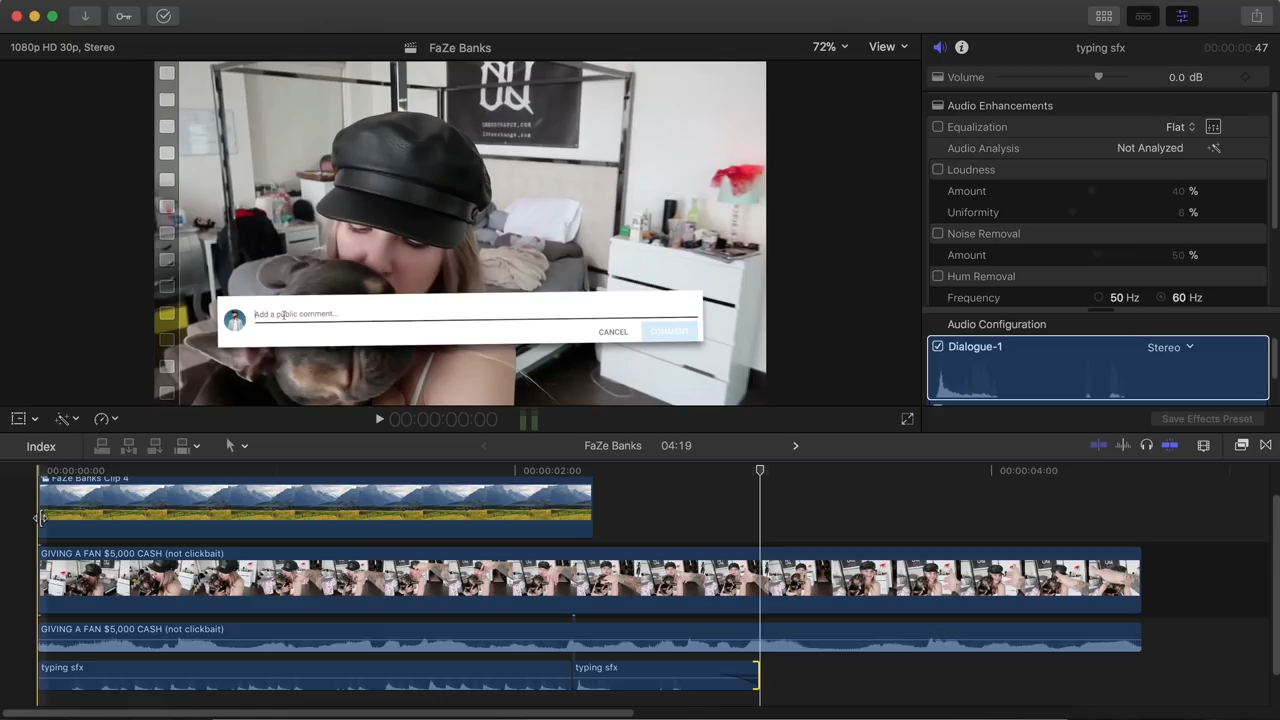 1080p HD 30p, Stereo
FaZe Banks
72%
View
typing sfx
00:00:00:00:47
Volume
0.0 dB
Audio Enhancements
Equalization
Flat
Audio Analysis
Not Analyzed
Loudness
Amount
40 %
Uniformity
6 %
Noise Removal
Amount
50 %
Hum Removal
Frequency
50 Hz
60 Hz
Audio Configuration
Dialogue-1
Stereo
Add a public comment...
CANCEL
COMMENT
00:00:00:00
Save Effects Preset
Index
FaZe Banks
04:19
00:00:00:00
00:00:02:00
00:00:04:00
FaZe Banks Clip 4
GIVING A FAN $5,000 CASH (not clickbait)
GIVING A FAN $5,000 CASH (not clickbait)
typing sfx
typing sfx